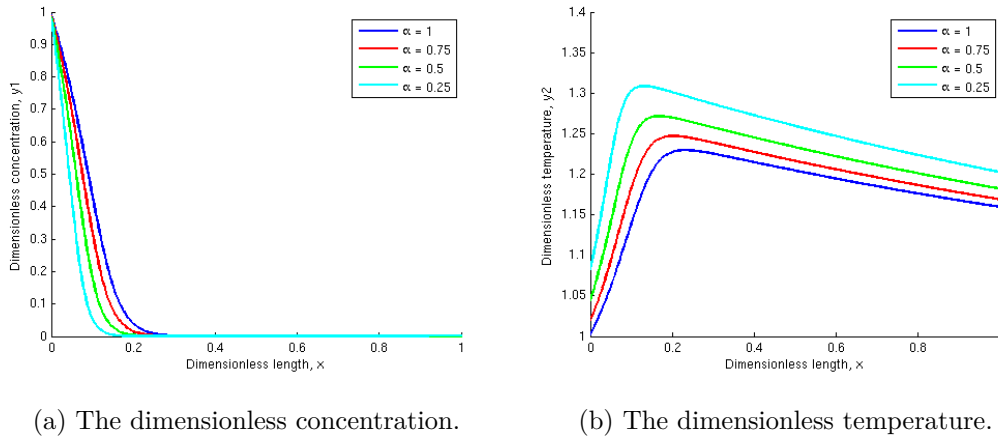 1
0.9
0.8
0.7
0.6
0.5
0.4
0.3
0.2
0.1
0
Dimensionless concentration, y1
α = 1
α = 0.75
α = 0.5
α = 0.25
0 0.2 0.4 0.6 0.8 1
Dimensionless length, x
(a) The dimensionless concentration.
1.4
1.35
1.3
1.25
1.2
1.15
1.1
1.05
1
Dimensionless temperature, y2
α = 1
α = 0.75
α = 0.5
α = 0.25
0 0.2 0.4 0.6 0.8
Dimensionless length, x
(b) The dimensionless temperature.